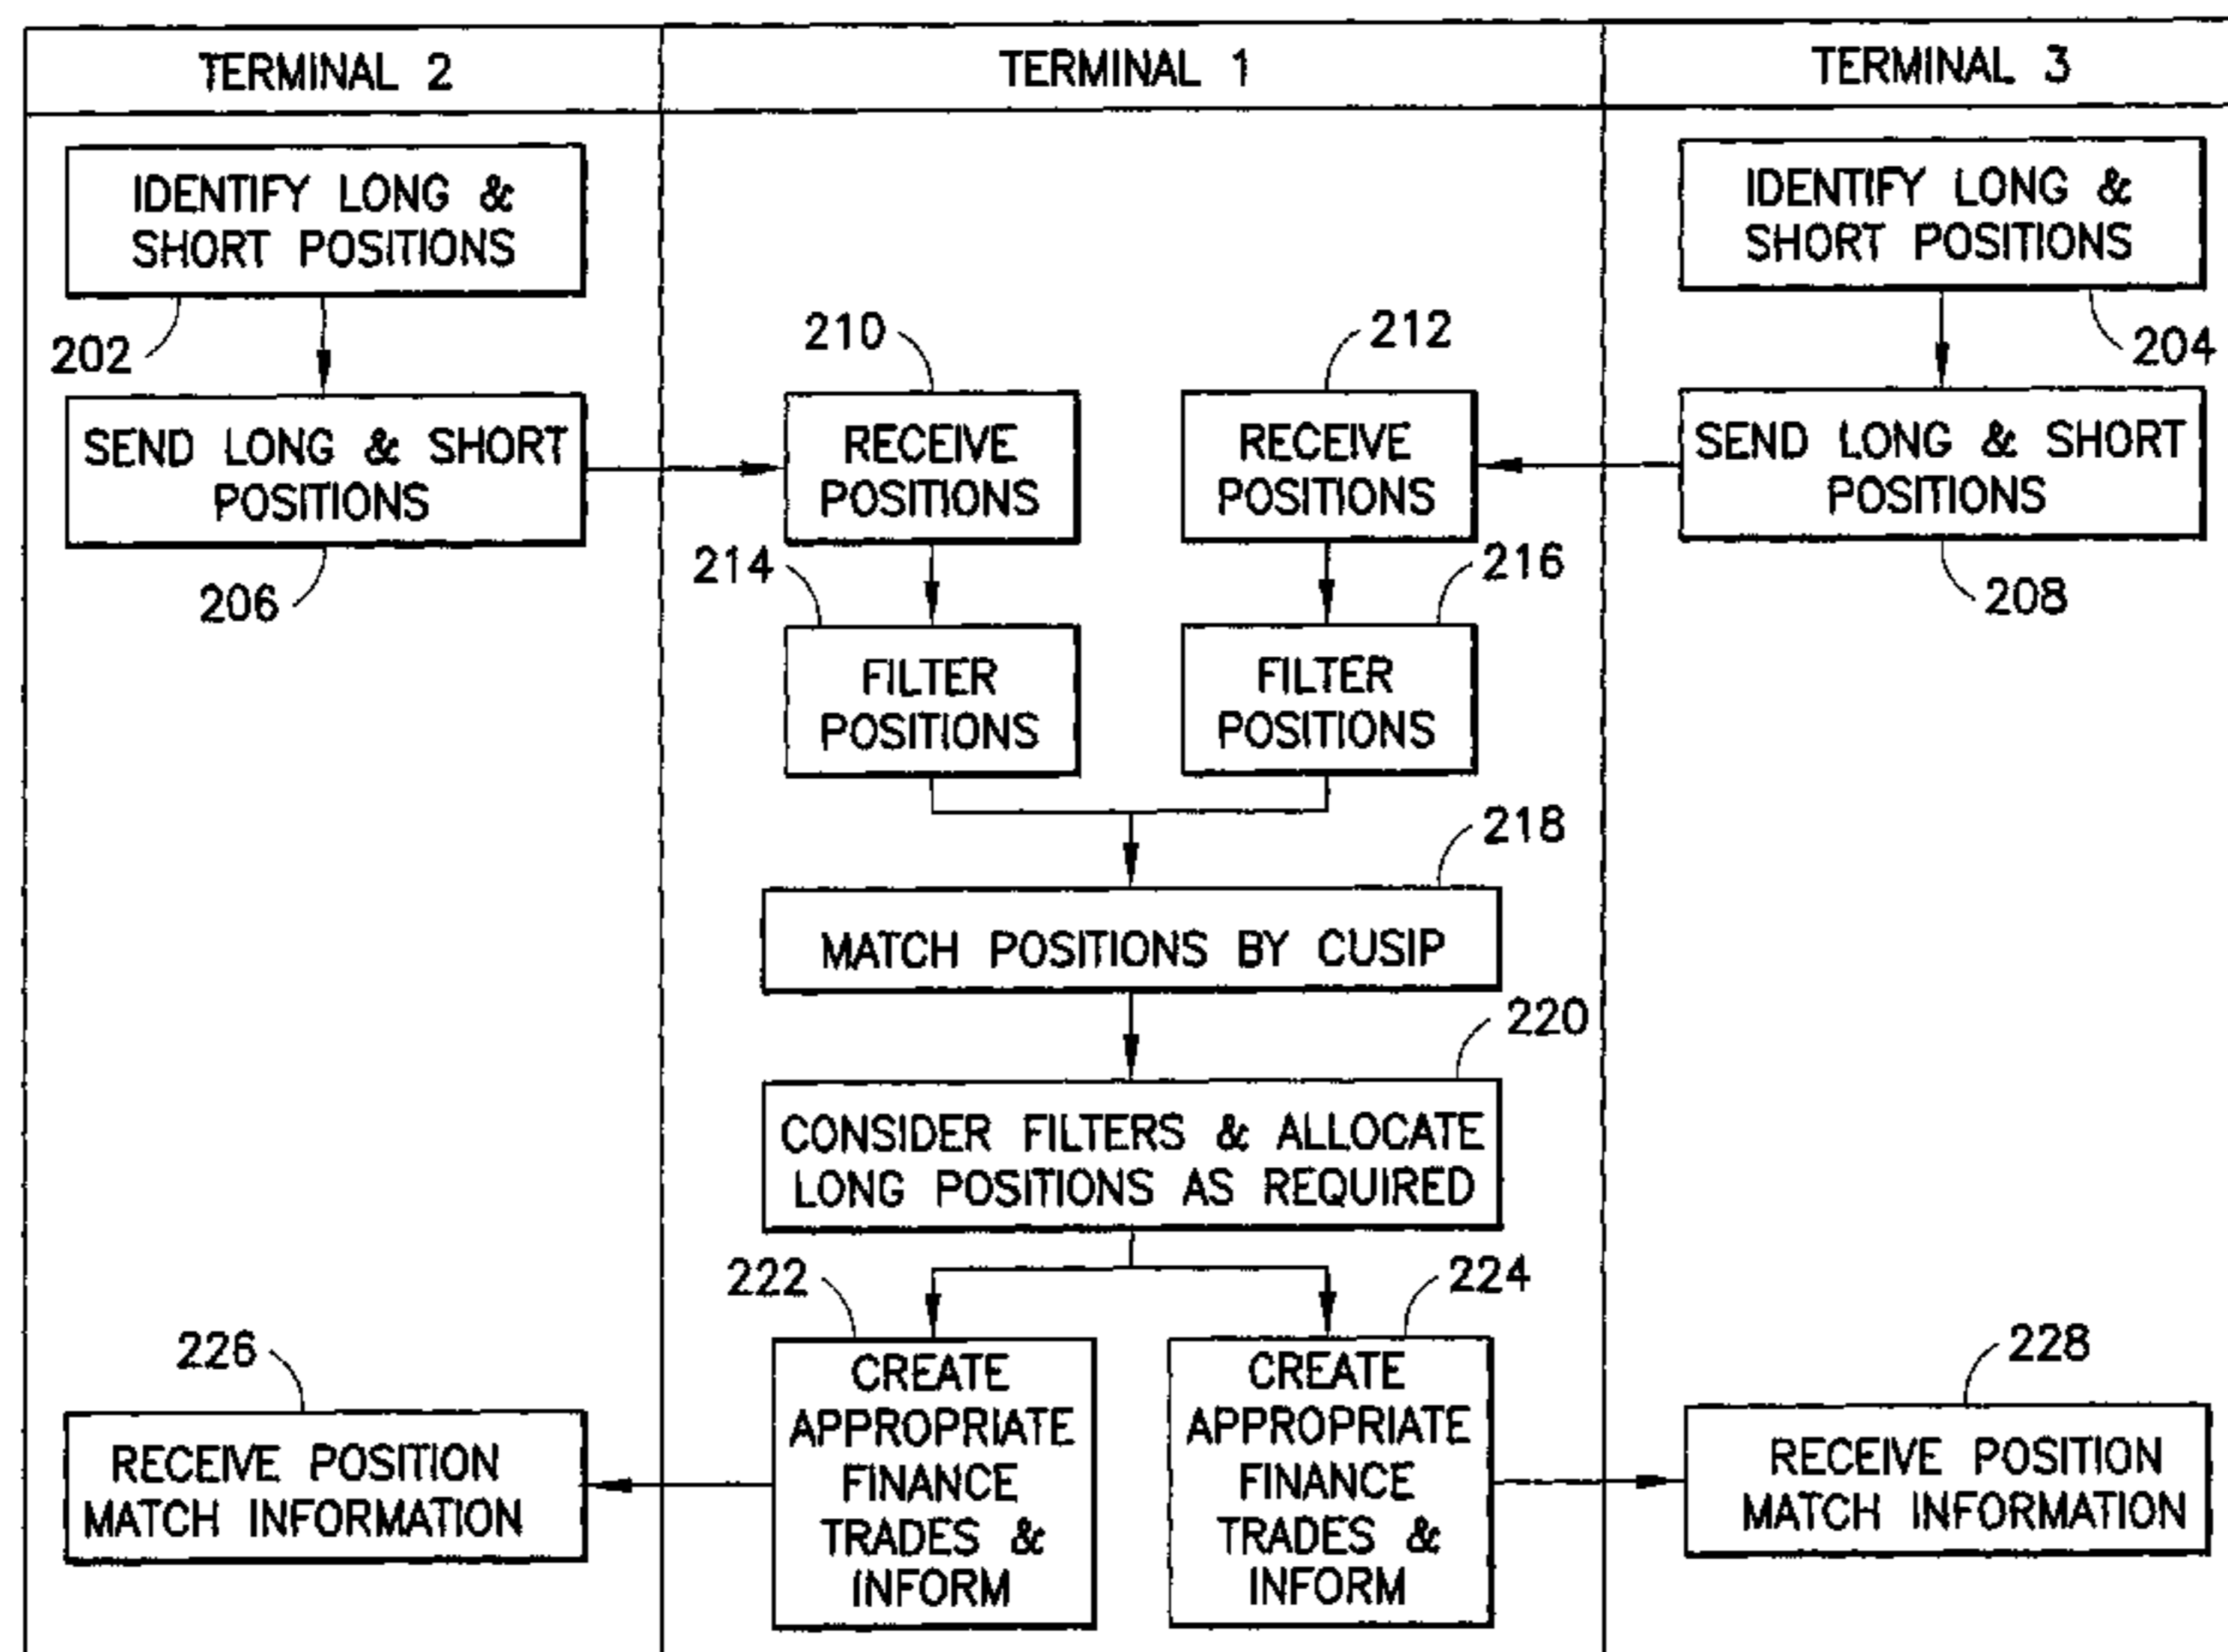 TERMINAL 2
TERMINAL 1
TERMINAL 3
IDENTIFY LONG &
SHORT POSITIONS
202
IDENTIFY LONG &
SHORT POSITIONS
204
SEND LONG & SHORT
POSITIONS
206
210
RECEIVE
POSITIONS
212
RECEIVE
POSITIONS
SEND LONG & SHORT
POSITIONS
208
214
FILTER
POSITIONS
216
FILTER
POSITIONS
218
MATCH POSITIONS BY CUSIP
220
CONSIDER FILTERS & ALLOCATE
LONG POSITIONS AS REQUIRED
222
CREATE
APPROPRIATE
FINANCE
TRADES &
INFORM
224
CREATE
APPROPRIATE
FINANCE
TRADES &
INFORM
226
RECEIVE POSITION
MATCH INFORMATION
228
RECEIVE POSITION
MATCH INFORMATION